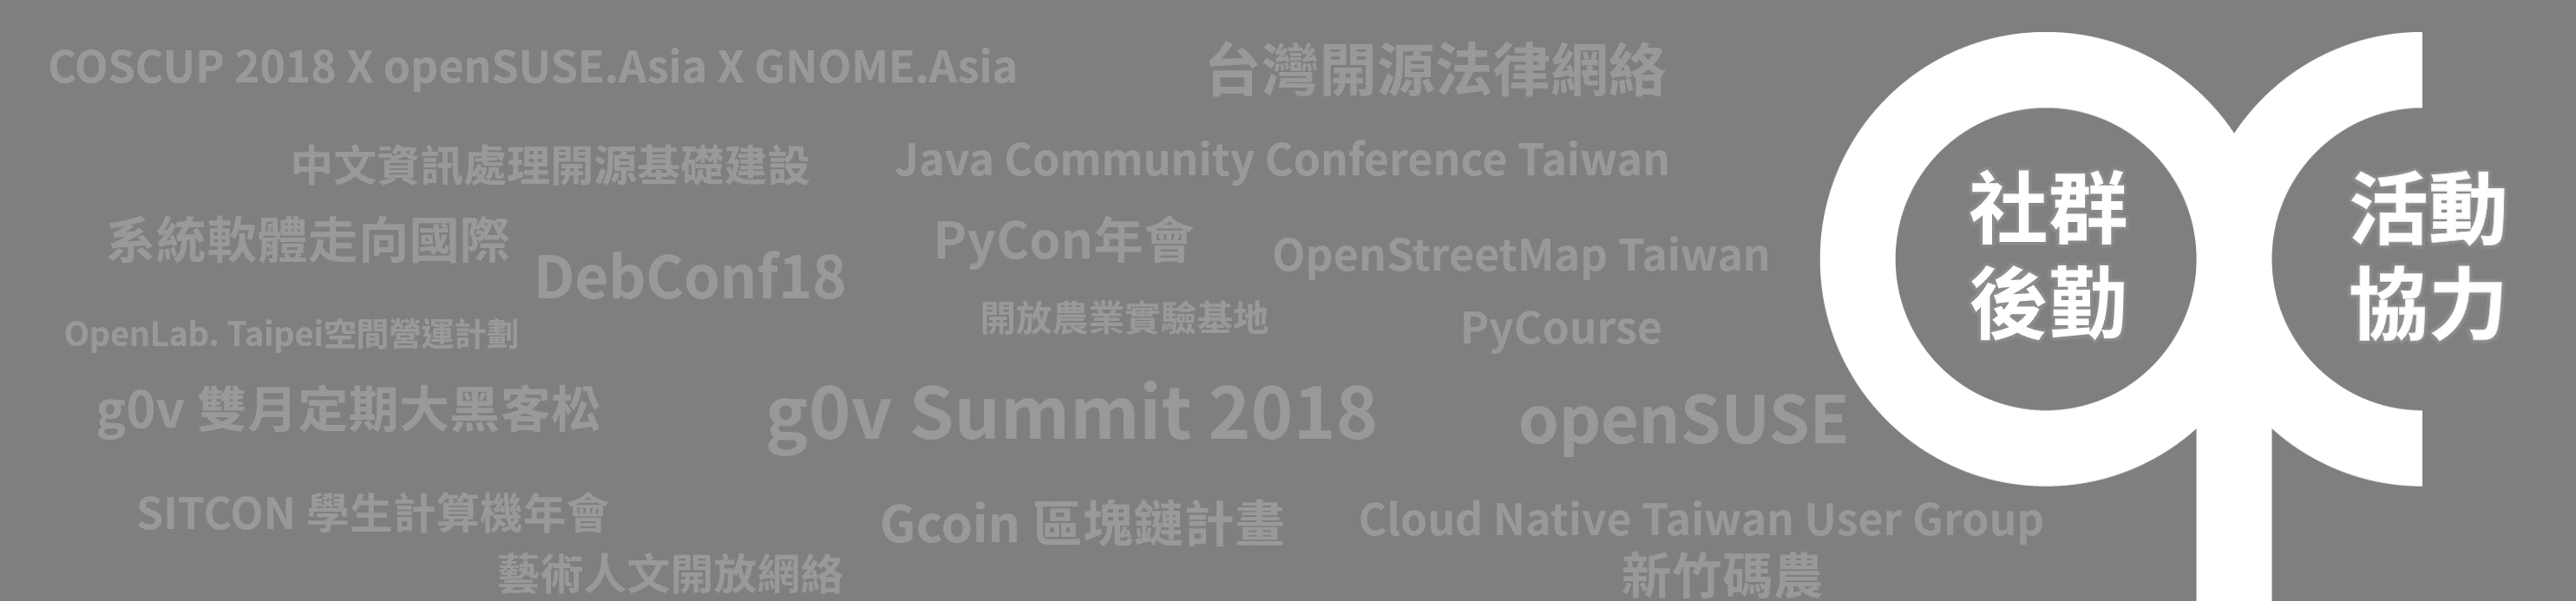 COSCUP 2018 X openSUSE.Asia X GNOME.Asia
台灣開源法律網絡
中文資訊處理開源基礎建設
Java Community Conference Taiwan
系統軟體走向國際
DebConf18
PyCon年會
OpenStreetMap Taiwan
OpenLab. Taipei空間營運計劃
開放農業實驗基地
PyCourse
g0v 雙月定期大黑客松
g0v Summit 2018
openSUSE
SITCON 學生計算機年會
Gcoin 區塊鏈計畫
Cloud Native Taiwan User Group
藝術人文開放網絡
新竹碼農
社群
後勤
活動
協力